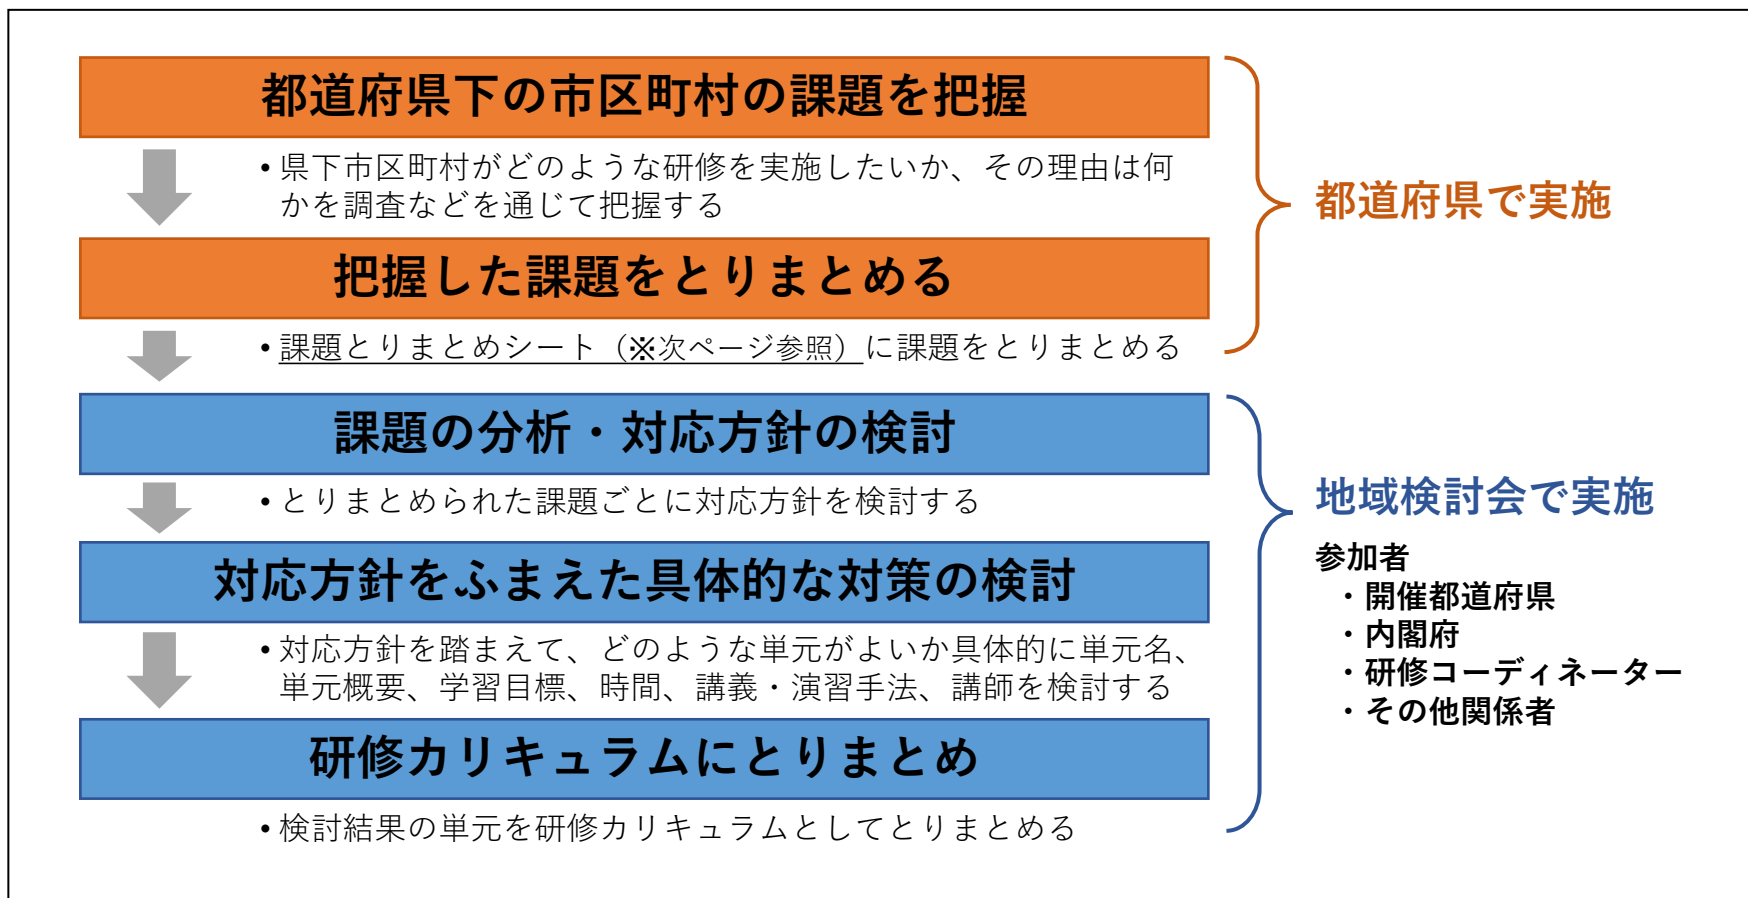 都道府県下の市区町村の課題を把握
• 県下市区町村がどのような研修を実施したいか、その理由は何
かを調査などを通じて把握する
把握した課題をとりまとめる
• 課題とりまとめシート（※次ページ参照）に課題をとりまとめる
都道府県で実施
課題の分析・対応方針の検討
• とりまとめられた課題ごとに対応方針を検討する
対応方針をふまえた具体的な対策の検討
• 対応方針を踏まえて、どのような単元がよいか具体的に単元名、
単元概要、学習目標、時間、講義・演習手法、講師を検討する
研修カリキュラムにとりまとめ
• 検討結果の単元を研修カリキュラムとしてとりまとめる
地域検討会で実施
参加者
・開催都道府県
・内閣府
・研修コーディネーター
・その他関係者